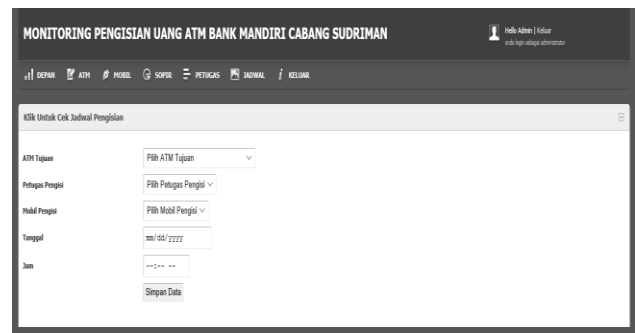 MONITORING PENGISIAN UANG ATM BANK MANDIRI CABANG SUDRIMAN
Hello Admin | Keluar
anda login sebagai administrator
DEPAN ATM MOBIL SOPIR PETUGAS JADWAL KELUAR
Klik Untuk Cek Jadwal Pengisian
ATM Tujuan Pilih ATM Tujuan
Petugas Pengisi Pilih Petugas Pengisi
Mobil Pengisi Pilih Mobil Pengisi
Tanggal mm/dd/yyyy
Jam --:-- --
Simpan Data